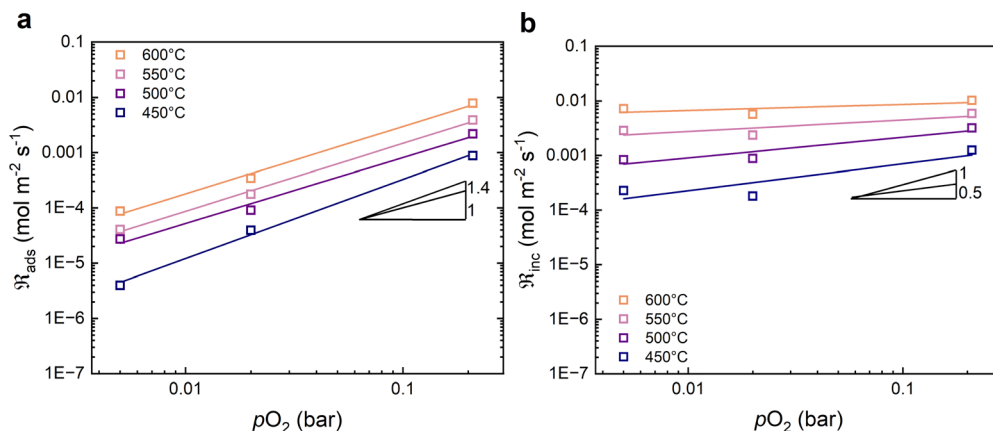 a
0.1
0.01
0.001
1E-4
1E-5
1E-6
1E-7
ℜads (mol m⁻² s⁻¹)
600°C
550°C
500°C
450°C
1.4
1
0.01
0.1
pO₂ (bar)
b
0.1
0.01
0.001
1E-4
1E-5
1E-6
1E-7
ℜinc (mol m⁻² s⁻¹)
1
0.5
600°C
550°C
500°C
450°C
0.01
0.1
pO₂ (bar)